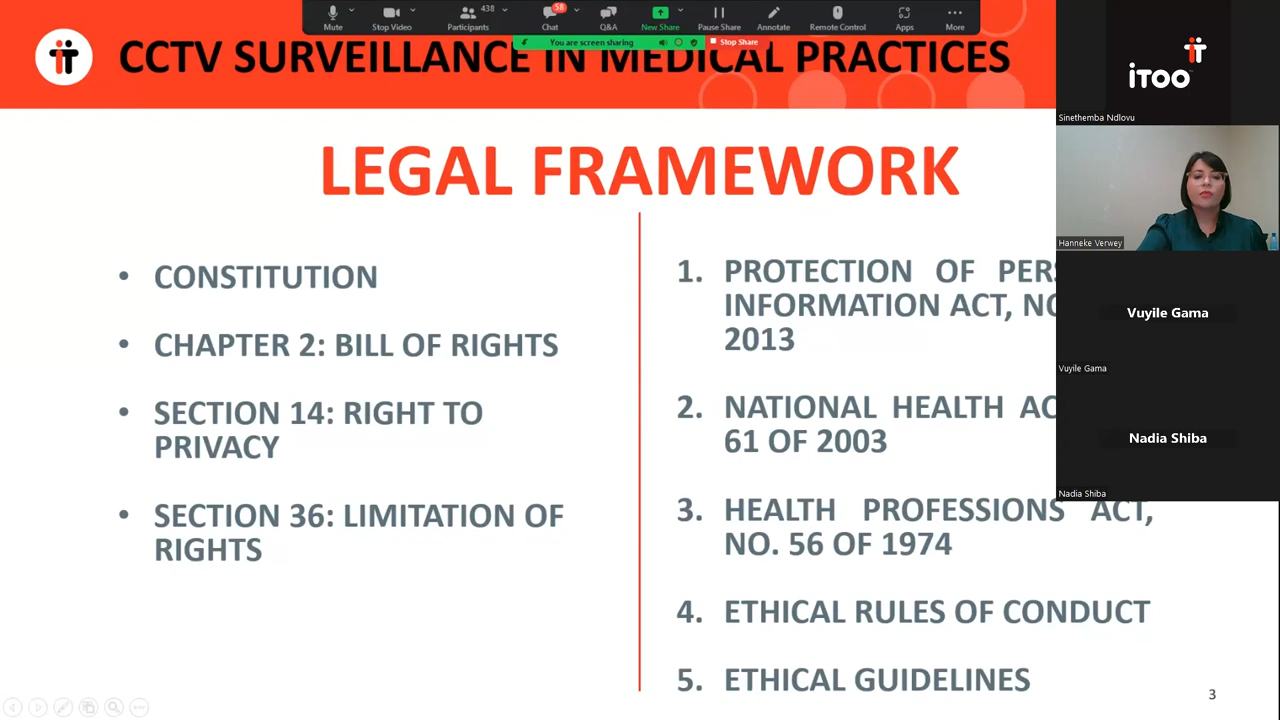 Mute
Stop Video
Participants
438
Chat
58
Q&A
New Share
Pause Share
Annotate
Remote Control
Apps
More
You are screen sharing
Stop Share
CCTV SURVEILLANCE IN MEDICAL PRACTICES
LEGAL FRAMEWORK
• CONSTITUTION
• CHAPTER 2: BILL OF RIGHTS
• SECTION 14: RIGHT TO
PRIVACY
• SECTION 36: LIMITATION OF
RIGHTS
1. PROTECTION OF PERS
INFORMATION ACT, NO
2013
2. NATIONAL HEALTH AC
61 OF 2003
3. HEALTH PROFESSIONS ACT,
NO. 56 OF 1974
4. ETHICAL RULES OF CONDUCT
5. ETHICAL GUIDELINES
3
iTOO
Sinethemba Ndlovu
Hanneke Verwey
Vuyile Gama
Vuyile Gama
Nadia Shiba
Nadia Shiba